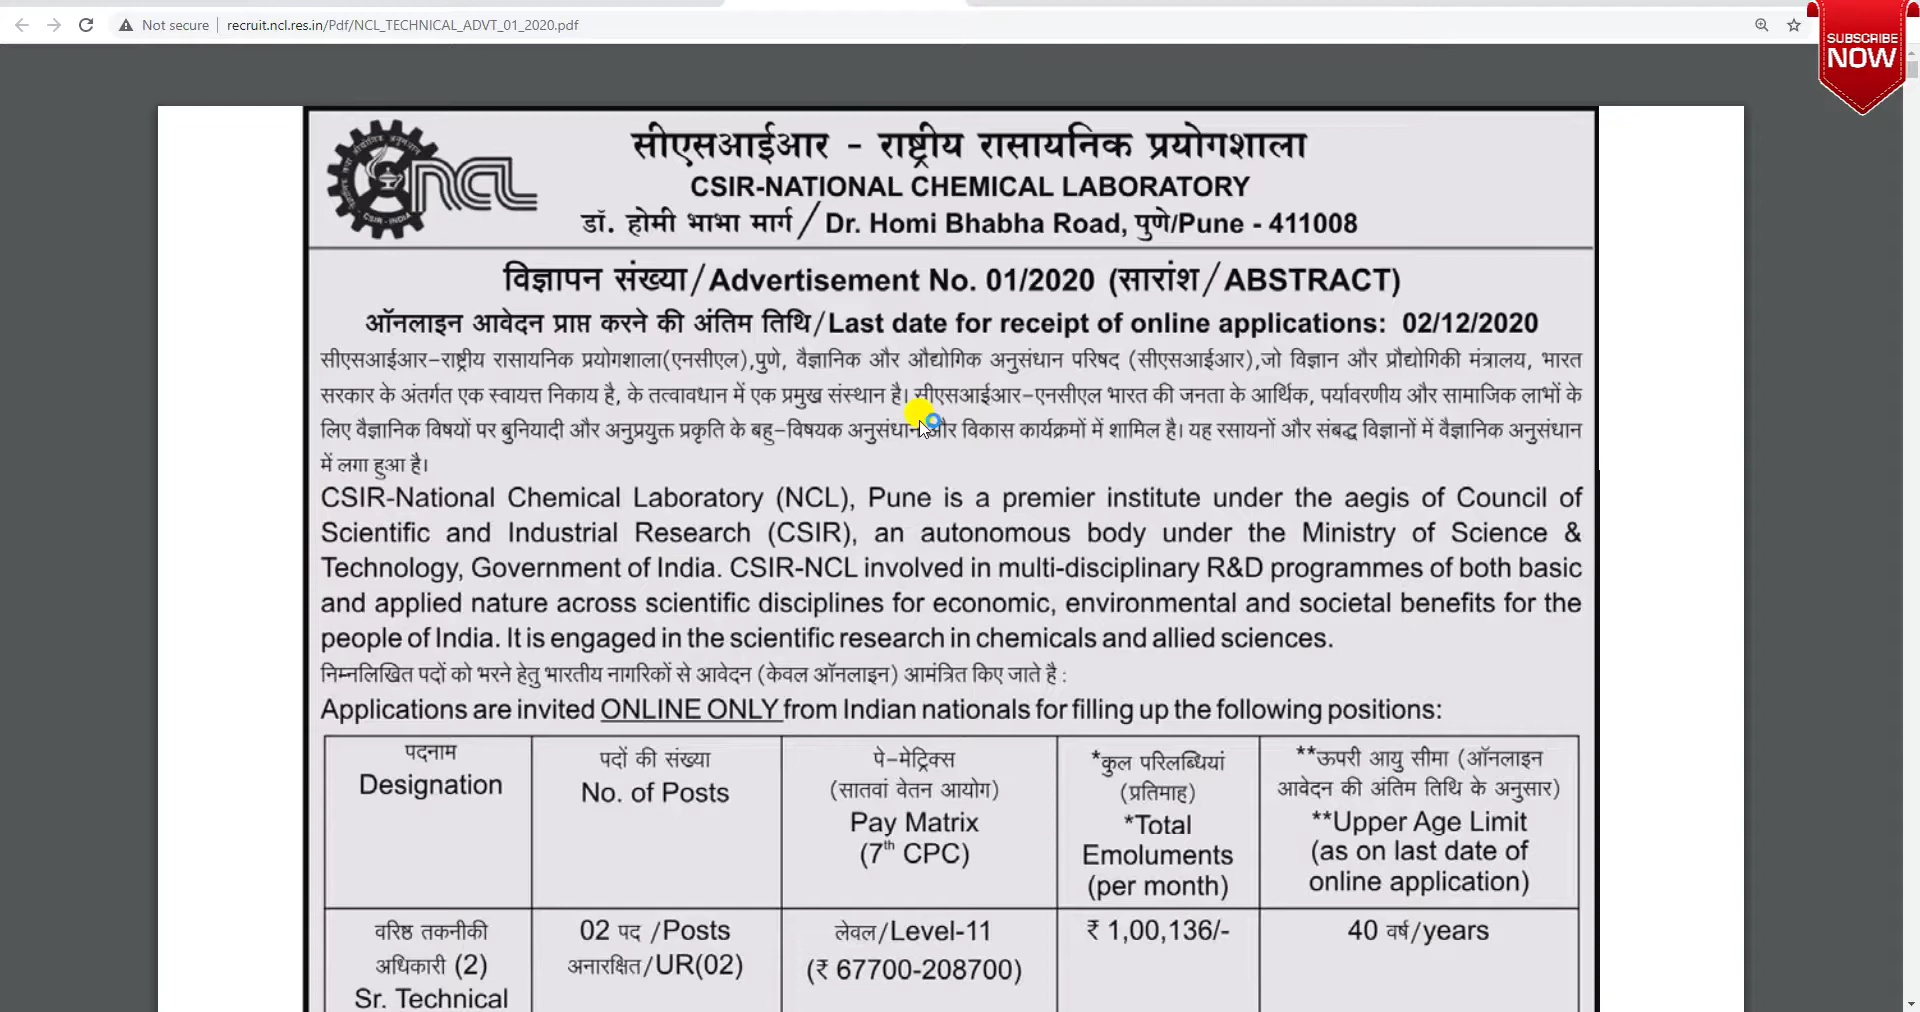 Not secure
recruit.ncl.res.in/Pdf/NCL_TECHNICAL_ADVT_01_2020.pdf
SUBSCRIBE
NOW
NCL
CSIR-INDIA
सीएसआईआर - राष्ट्रीय रासायनिक प्रयोगशाला
CSIR-NATIONAL CHEMICAL LABORATORY
डॉ. होमी भाभा मार्ग/Dr. Homi Bhabha Road, पुणे/Pune - 411008
विज्ञापन संख्या/Advertisement No. 01/2020 (सारांश/ABSTRACT)
ऑनलाइन आवेदन प्राप्त करने की अंतिम तिथि/Last date for receipt of online applications: 02/12/2020
सीएसआईआर-राष्ट्रीय रासायनिक प्रयोगशाला(एनसीएल),पुणे, वैज्ञानिक और औद्योगिक अनुसंधान परिषद (सीएसआईआर),जो विज्ञान और प्रौद्योगिकी मंत्रालय, भारत
सरकार के अंतर्गत एक स्वायत्त निकाय है, के तत्वावधान में एक प्रमुख संस्थान है। सीएसआईआर-एनसीएल भारत की जनता के आर्थिक, पर्यावरणीय और सामाजिक लाभों के
लिए वैज्ञानिक विषयों पर बुनियादी और अनुप्रयुक्त प्रकृति के बहु-विषयक अनुसंधान और विकास कार्यक्रमों में शामिल है। यह रसायनों और संबद्ध विज्ञानों में वैज्ञानिक अनुसंधान
में लगा हुआ है।
CSIR-National Chemical Laboratory (NCL), Pune is a premier institute under the aegis of Council of
Scientific and Industrial Research (CSIR), an autonomous body under the Ministry of Science &
Technology, Government of India. CSIR-NCL involved in multi-disciplinary R&D programmes of both basic
and applied nature across scientific disciplines for economic, environmental and societal benefits for the
people of India. It is engaged in the scientific research in chemicals and allied sciences.
निम्नलिखित पदों को भरने हेतु भारतीय नागरिकों से आवेदन (केवल ऑनलाइन) आमंत्रित किए जाते है :
Applications are invited ONLINE ONLY from Indian nationals for filling up the following positions:
पदनाम
Designation
पदों की संख्या
No. of Posts
पे-मेट्रिक्स
(सातवां वेतन आयोग)
Pay Matrix
(7th CPC)
*कुल परिलब्धियां
(प्रतिमाह)
*Total
Emoluments
(per month)
**ऊपरी आयु सीमा (ऑनलाइन
आवेदन की अंतिम तिथि के अनुसार)
**Upper Age Limit
(as on last date of
online application)
वरिष्ठ तकनीकी
अधिकारी (2)
Sr. Technical
02 पद /Posts
अनारक्षित/UR(02)
लेवल/Level-11
(₹ 67700-208700)
₹ 1,00,136/-
40 वर्ष/years